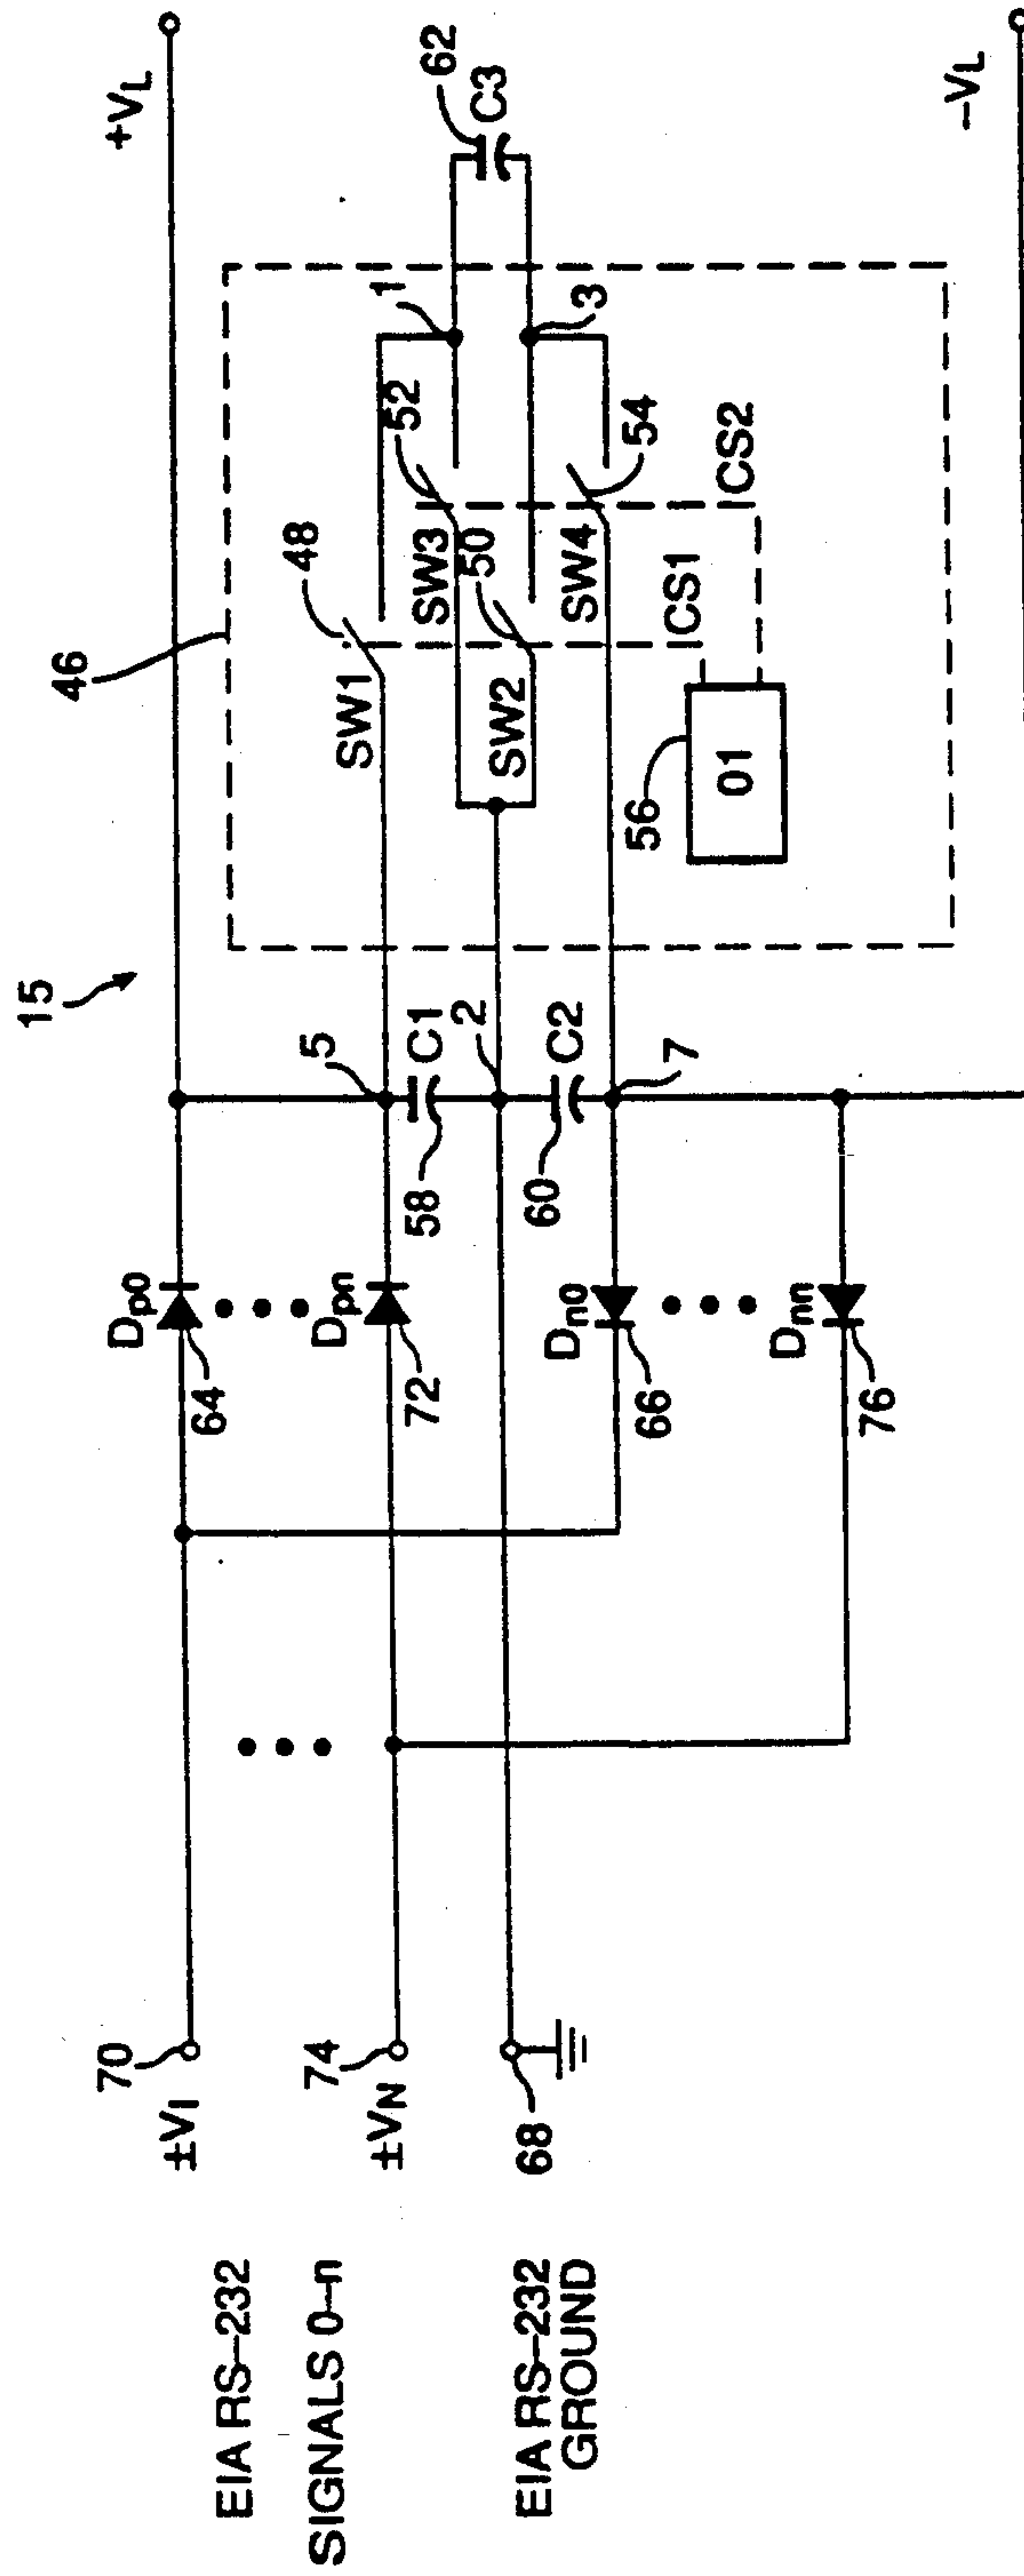 15
46
+VL
Dp0
64
Dpn
72
5
C1
58
2
C2
60
7
Dn0
66
Dnn
76
SW1
48
SW3
52
SW2
50
SW4
54
CS1
CS2
56
01
1
3
62
C3
-VL
70
±VI
74
±VN
68
EIA RS-232
SIGNALS 0-n
EIA RS-232
GROUND